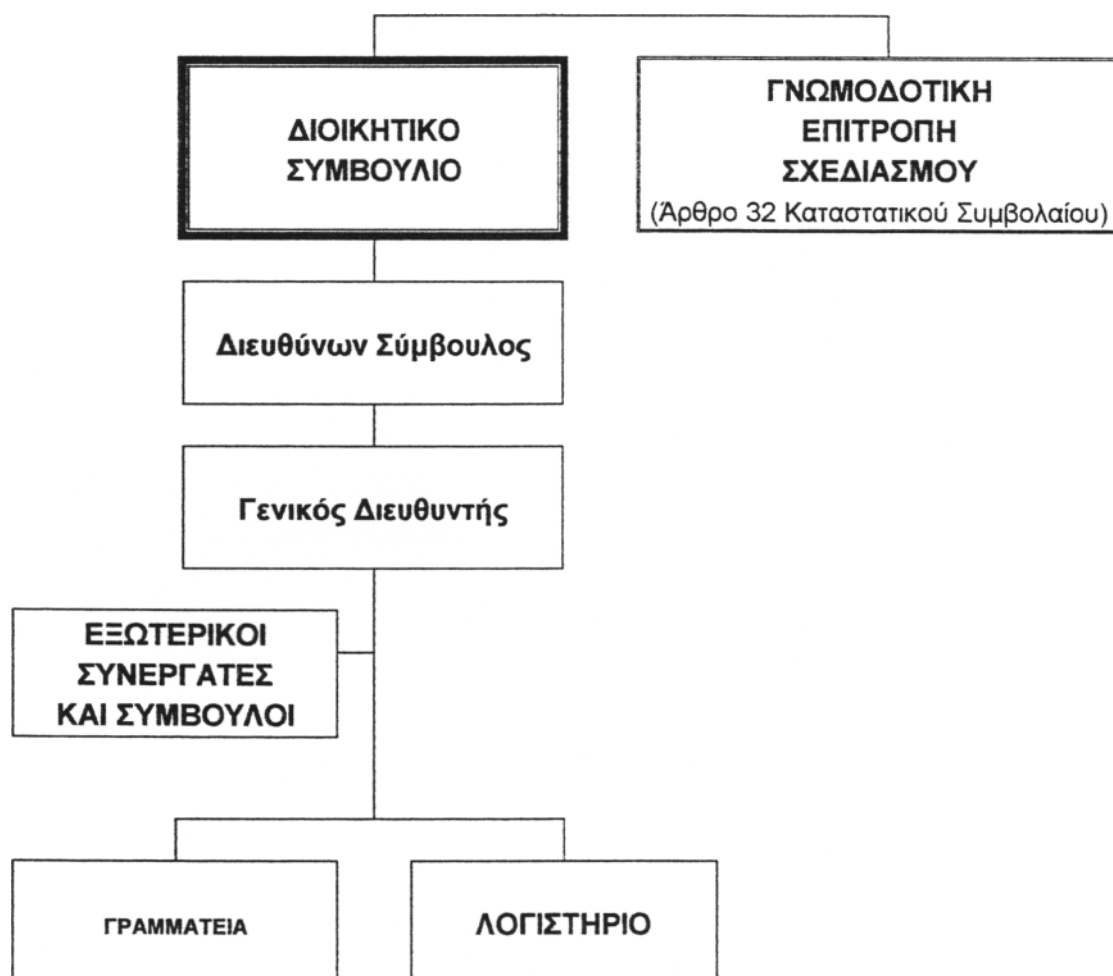 ΔΙΟΙΚΗΤΙΚΟ
ΣΥΜΒΟΥΛΙΟ
ΓΝΩΜΟΔΟΤΙΚΗ
ΕΠΙΤΡΟΠΗ
ΣΧΕΔΙΑΣΜΟΥ
(Άρθρο 32 Καταστατικού Συμβολαίου)
Διευθύνων Σύμβουλος
Γενικός Διευθυντής
ΕΞΩΤΕΡΙΚΟΙ
ΣΥΝΕΡΓΑΤΕΣ
ΚΑΙ ΣΥΜΒΟΥΛΟΙ
ΓΡΑΜΜΑΤΕΙΑ
ΛΟΓΙΣΤΗΡΙΟ